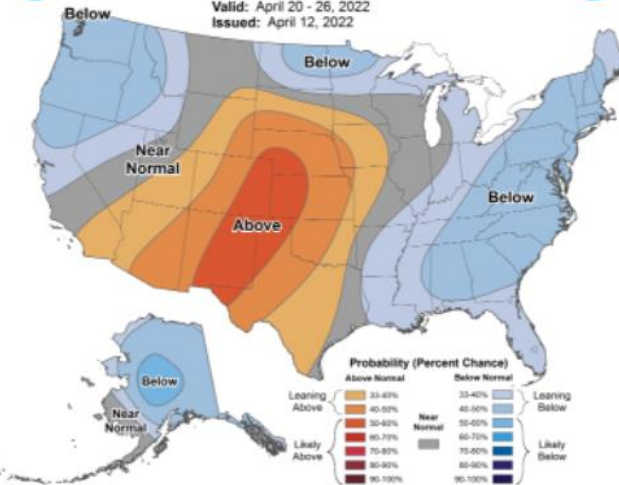 Valid: April 20 - 26, 2022
Issued: April 12, 2022
Below
Below
Near
Normal
Below
Above
Below
Near
Normal
Probability (Percent Chance)
Above Normal
Below Normal
Leaning
Above
33-40%
40-50%
50-60%
60-70%
70-80%
80-90%
90-100%
Likely
Above
Near
Normal
33-40%
40-50%
50-60%
60-70%
70-80%
80-90%
90-100%
Leaning
Below
Likely
Below